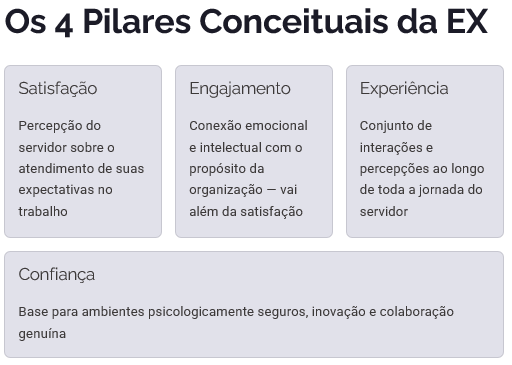 Os 4 Pilares Conceituais da EX
Satisfação
Percepção do
servidor sobre o
atendimento de suas
expectativas no
trabalho
Engajamento
Conexão emocional
e intelectual com o
propósito da
organização — vai
além da satisfação
Experiência
Conjunto de
interações e
percepções ao longo
de toda a jornada do
servidor
Confiança
Base para ambientes psicologicamente seguros, inovação e colaboração
genuína